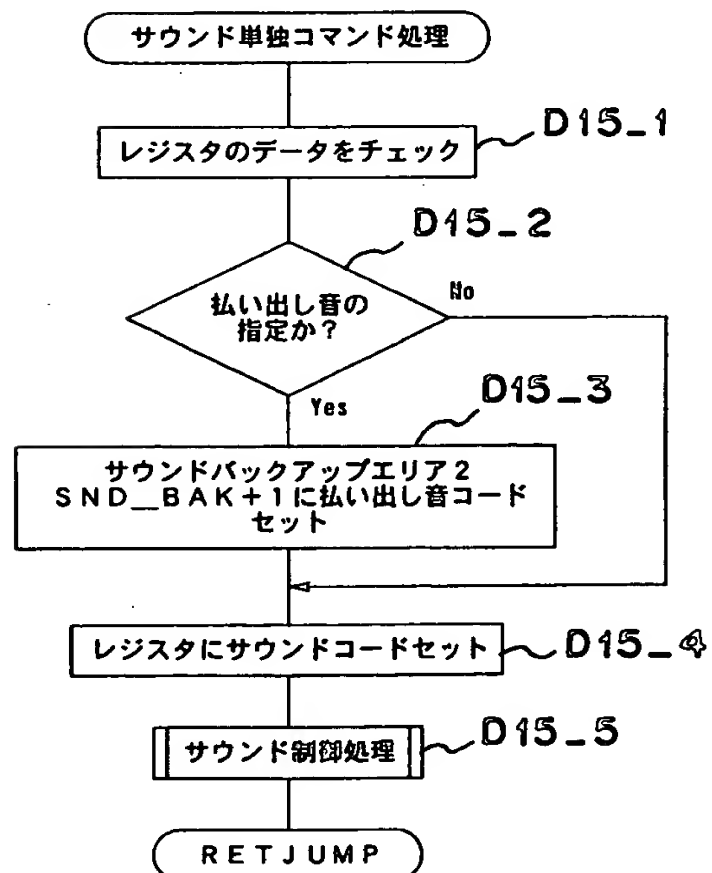 サウンド単独コマンド処理
D15_1
レジスタのデータをチェック
D15_2
払い出し音の
指定か？
No
Yes
D15_3
サウンドバックアップエリア２
ＳＮＤ＿ＢＡＫ＋１に払い出し音コード
セット
レジスタにサウンドコードセット
D15_4
サウンド制御処理
D15_5
ＲＥＴＪＵＭＰ